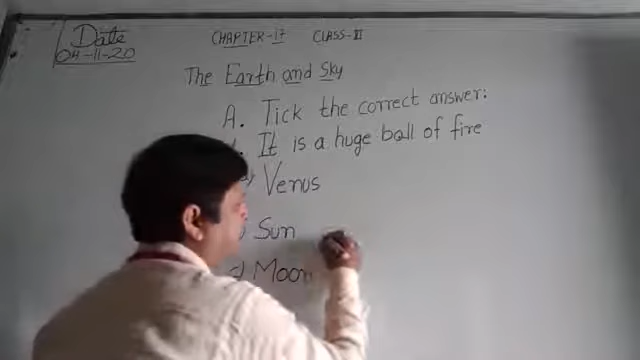 Date
04-11-20
CHAPTER-17 CLASS-II
The Earth and Sky
A. Tick the correct answer:
. It is a huge ball of fire
a) Venus
) Sun
c) Moon